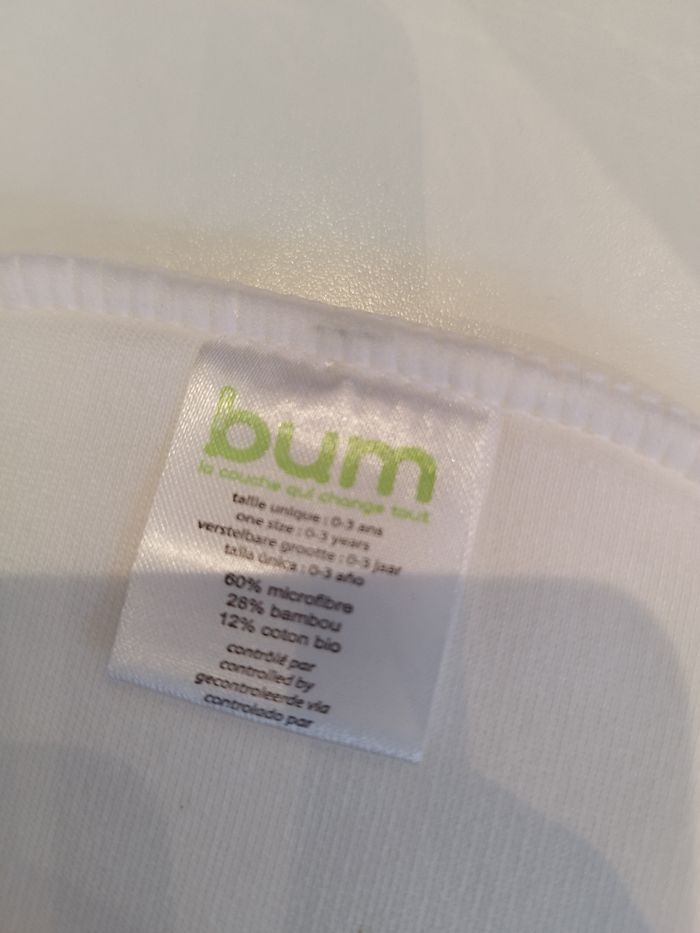 bum
la couche qui change tout
taille unique : 0-3 ans
one size : 0-3 years
verstelbare grootte : 0-3 jaar
talla única : 0-3 año
60% microfibre
28% bambou
12% coton bio
contrôlé par
controlled by
gecontroleerde via
controlado par